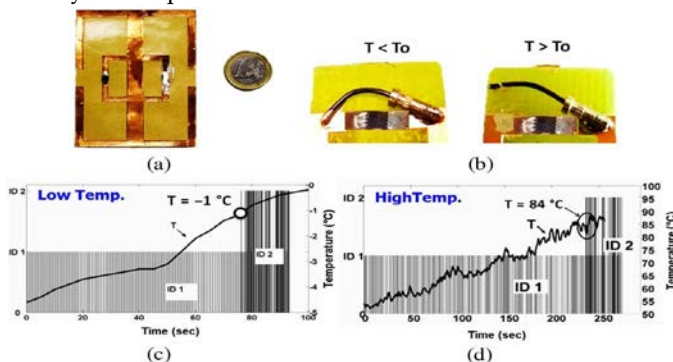 T < To
T > To
(a)
(b)
ID 2
Low Temp.
T = −1 °C
T
ID 1
ID 1
ID 2
0
0
-1
-2
-3
-4
-5
Temperature (°C)
0
20
40
60
80
100
Time (sec)
(c)
ID 2
HighTemp.
T = 84 °C
T
ID 1
ID 1
ID 2
0
100
95
90
85
80
75
70
65
60
55
50
Temperature (°C)
0
50
100
150
200
250
Time (sec)
(d)